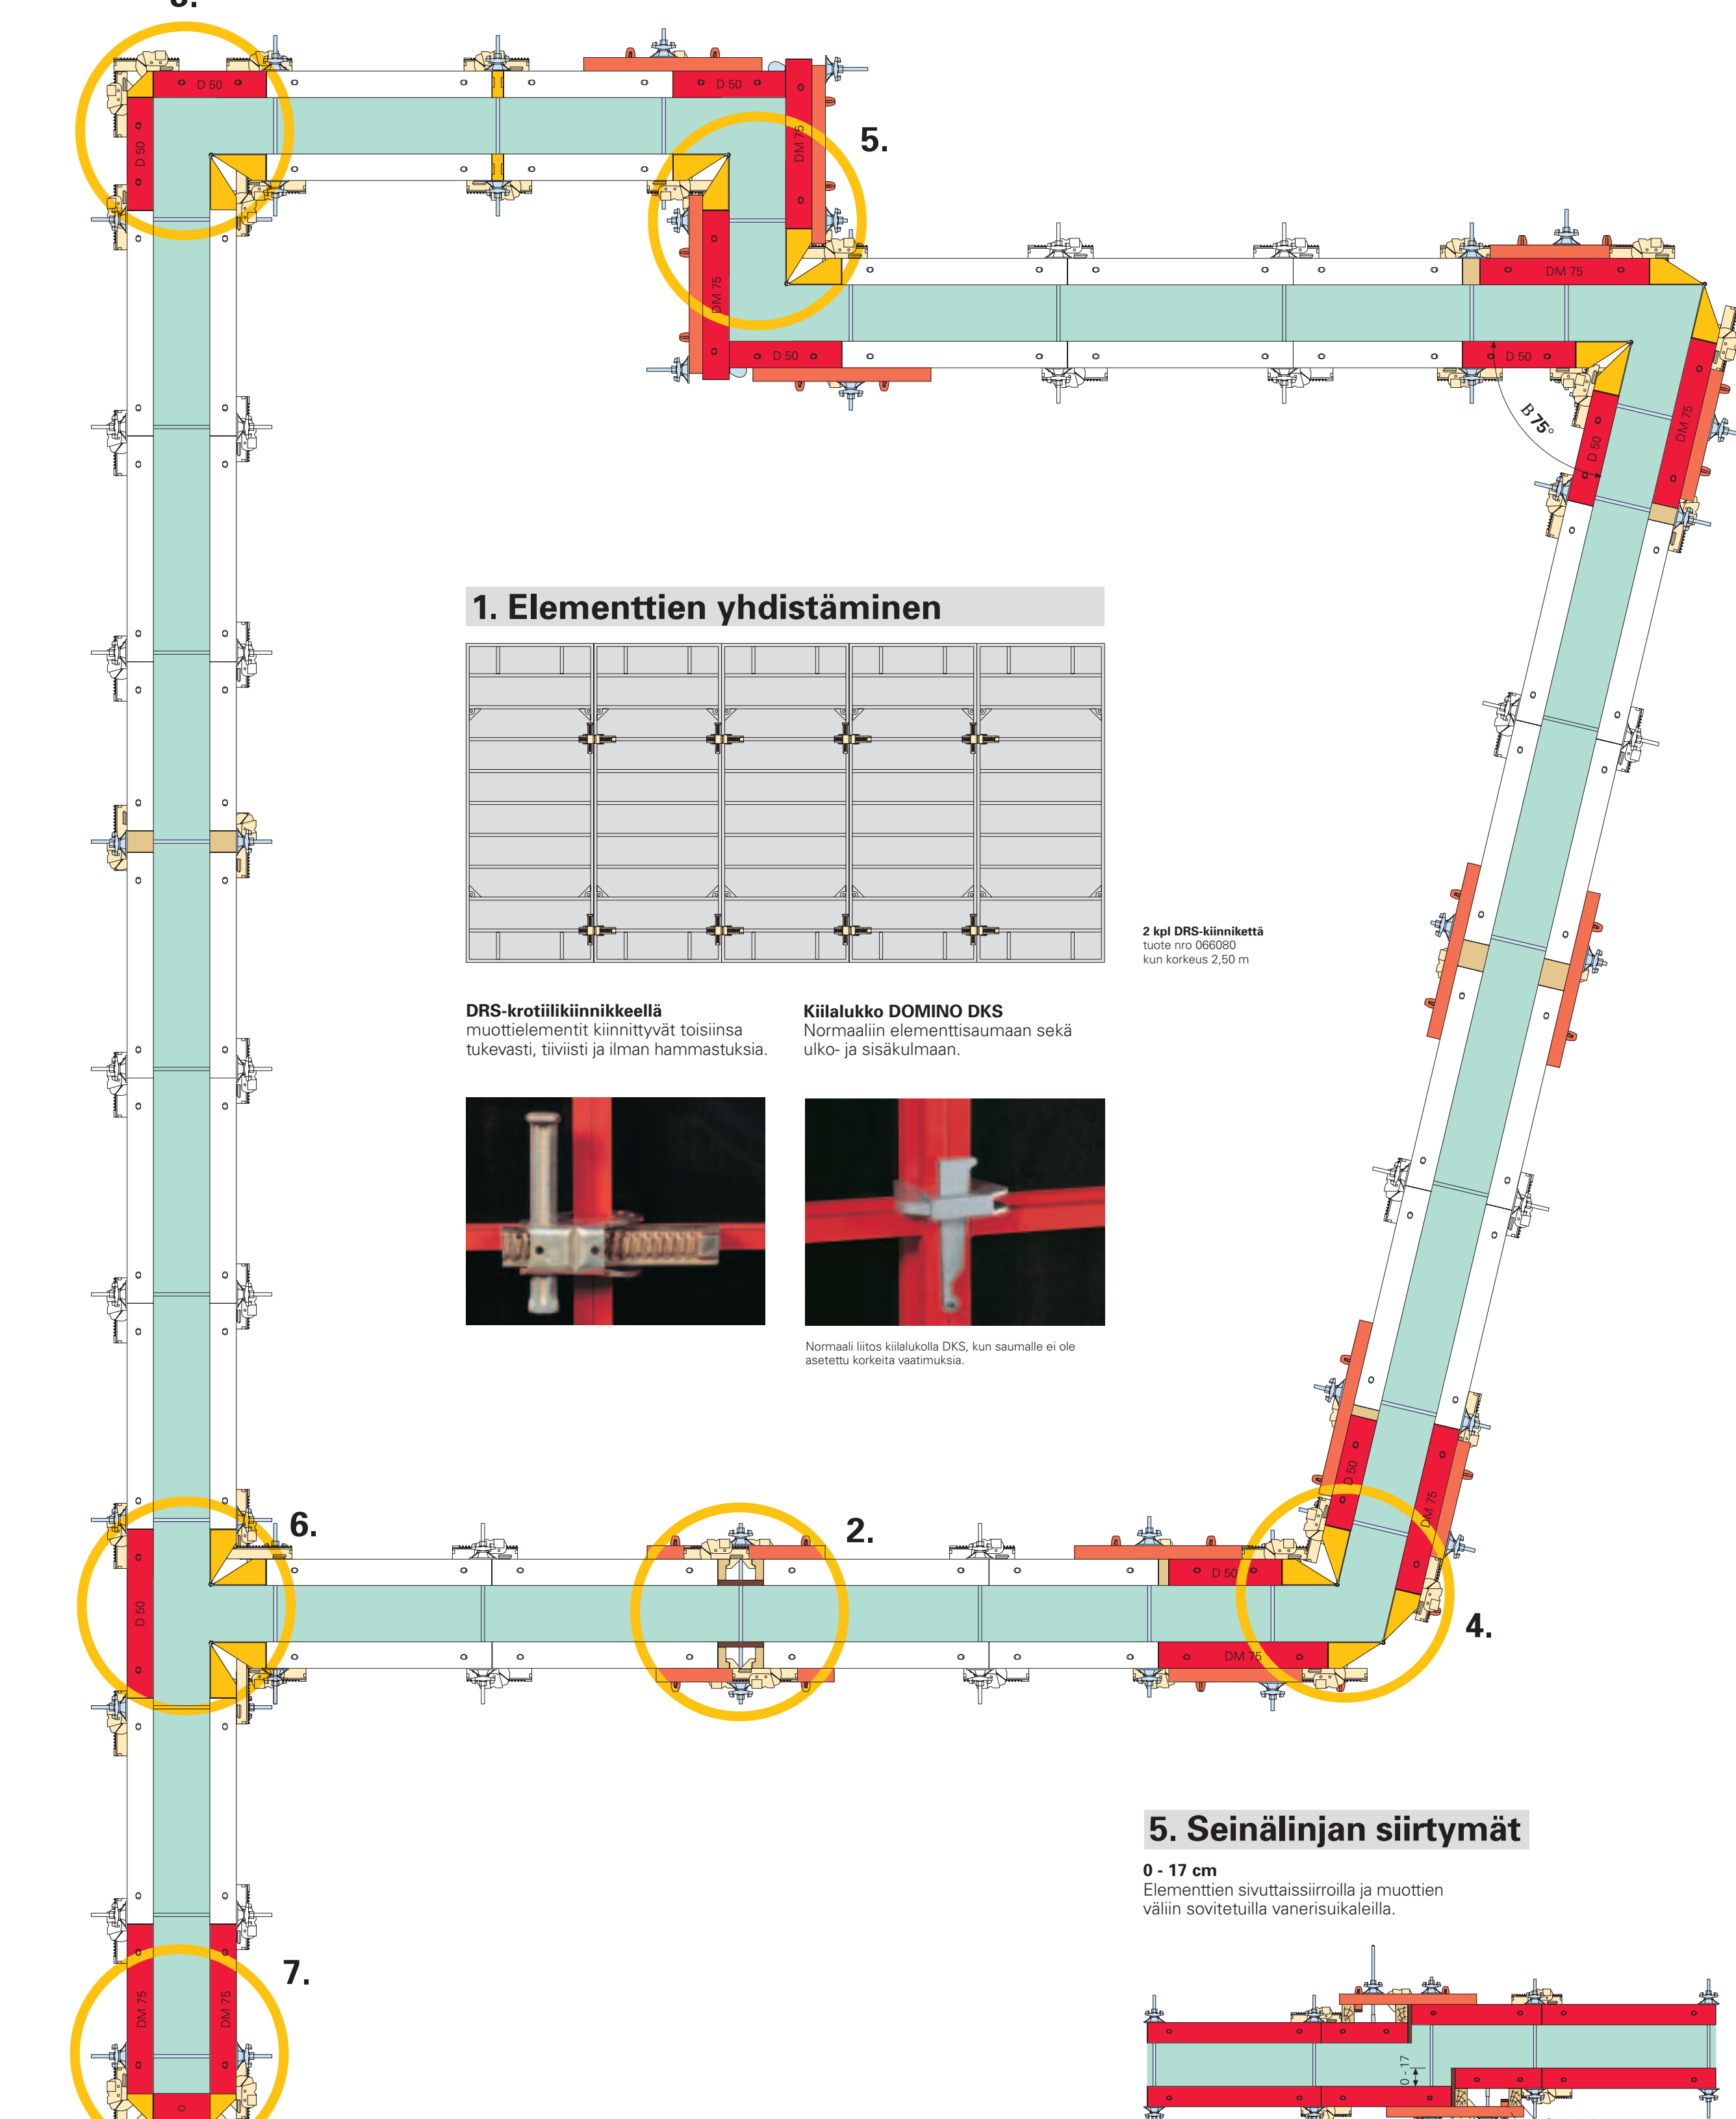 D 50
D 50
D 50
DM 75
5.
DM 75
D 50
DM 75
D 50
B 75°
D 50
DM 75
1. Elementtien yhdistäminen
2 kpl DRS-kiinnikettä
tuote nro 066080
kun korkeus 2,50 m
DRS-krotiilikiinnikkeellä
muottielementit kiinnittyvät toisiinsa
tukevasti, tiiviisti ja ilman hammastuksia.
Kiilalukko DOMINO DKS
Normaaliin elementtisaumaan sekä
ulko- ja sisäkulmaan.
Normaali liitos kiilalukolla DKS, kun saumalle ei ole
asetettu korkeita vaatimuksia.
D 50
DM 75
6.
2.
D 50
D 50
4.
DM 75
5. Seinälinjan siirtymät
0 - 17 cm
Elementtien sivuttaissiirroilla ja muottien
väliin sovitetuilla vanerisuikaleilla.
7.
DM 75
DM 75
0 - 17